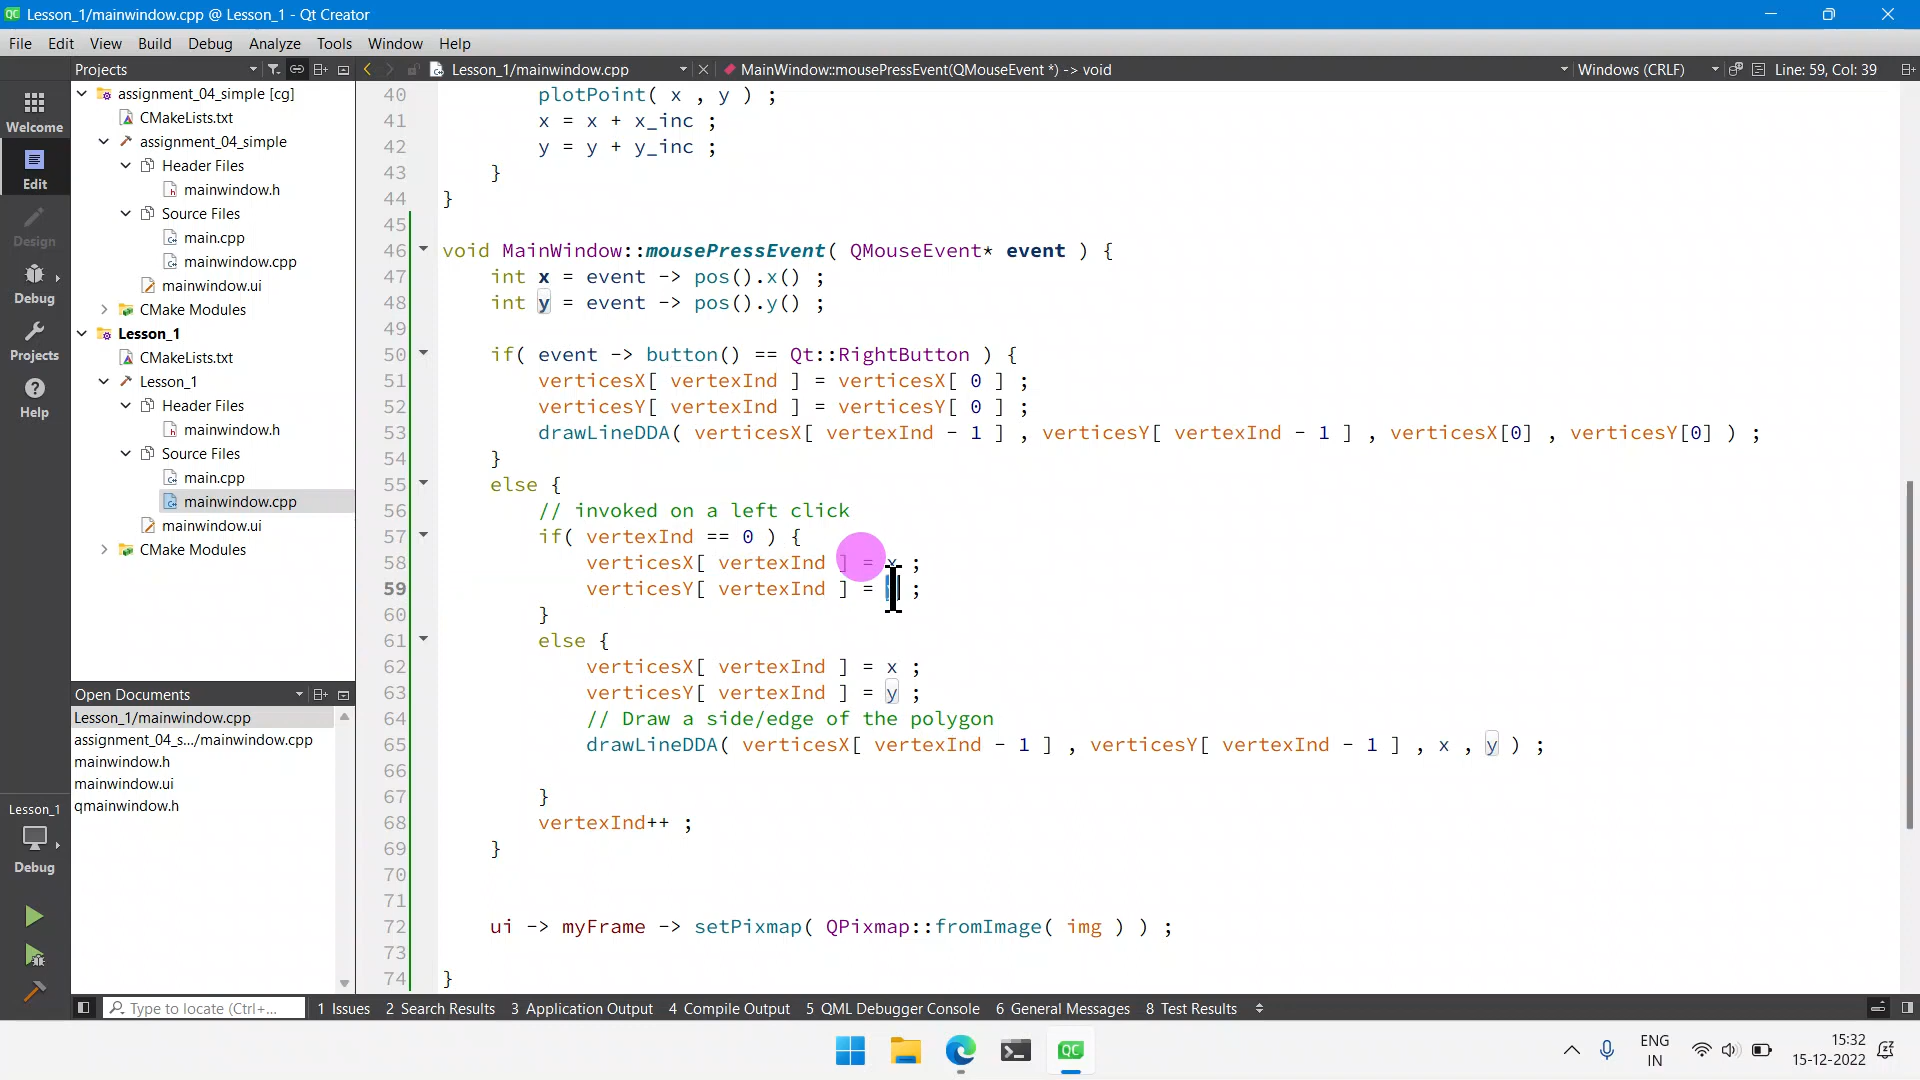 Lesson_1/mainwindow.cpp @ Lesson_1 - Qt Creator
File Edit View Build Debug Analyze Tools Window Help
Projects
Lesson_1/mainwindow.cpp
MainWindow::mousePressEvent(QMouseEvent *) -> void
Windows (CRLF)
Line: 59, Col: 39
Welcome
Edit
Design
Debug
Projects
Help
assignment_04_simple [cg]
CMakeLists.txt
assignment_04_simple
Header Files
mainwindow.h
Source Files
main.cpp
mainwindow.cpp
mainwindow.ui
CMake Modules
Lesson_1
CMakeLists.txt
Lesson_1
Header Files
mainwindow.h
Source Files
main.cpp
mainwindow.cpp
mainwindow.ui
CMake Modules
Open Documents
Lesson_1/mainwindow.cpp
assignment_04_s.../mainwindow.cpp
mainwindow.h
mainwindow.ui
qmainwindow.h
Lesson_1
Debug
40 plotPoint( x , y ) ;
41 x = x + x_inc ;
42 y = y + y_inc ;
43 }
44 }
45
46 void MainWindow::mousePressEvent( QMouseEvent* event ) {
47 int x = event -> pos().x() ;
48 int y = event -> pos().y() ;
49
50 if( event -> button() == Qt::RightButton ) {
51 verticesX[ vertexInd ] = verticesX[ 0 ] ;
52 verticesY[ vertexInd ] = verticesY[ 0 ] ;
53 drawLineDDA( verticesX[ vertexInd - 1 ] , verticesY[ vertexInd - 1 ] , verticesX[0] , verticesY[0] ) ;
54 }
55 else {
56 // invoked on a left click
57 if( vertexInd == 0 ) {
58 verticesX[ vertexInd ] = x ;
59 verticesY[ vertexInd ] = ;
60 }
61 else {
62 verticesX[ vertexInd ] = x ;
63 verticesY[ vertexInd ] = y ;
64 // Draw a side/edge of the polygon
65 drawLineDDA( verticesX[ vertexInd - 1 ] , verticesY[ vertexInd - 1 ] , x , y ) ;
66
67 }
68 vertexInd++ ;
69 }
70
71
72 ui -> myFrame -> setPixmap( QPixmap::fromImage( img ) ) ;
73
74 }
Type to locate (Ctrl+...
1 Issues 2 Search Results 3 Application Output 4 Compile Output 5 QML Debugger Console 6 General Messages 8 Test Results
ENG
IN
15:32
15-12-2022